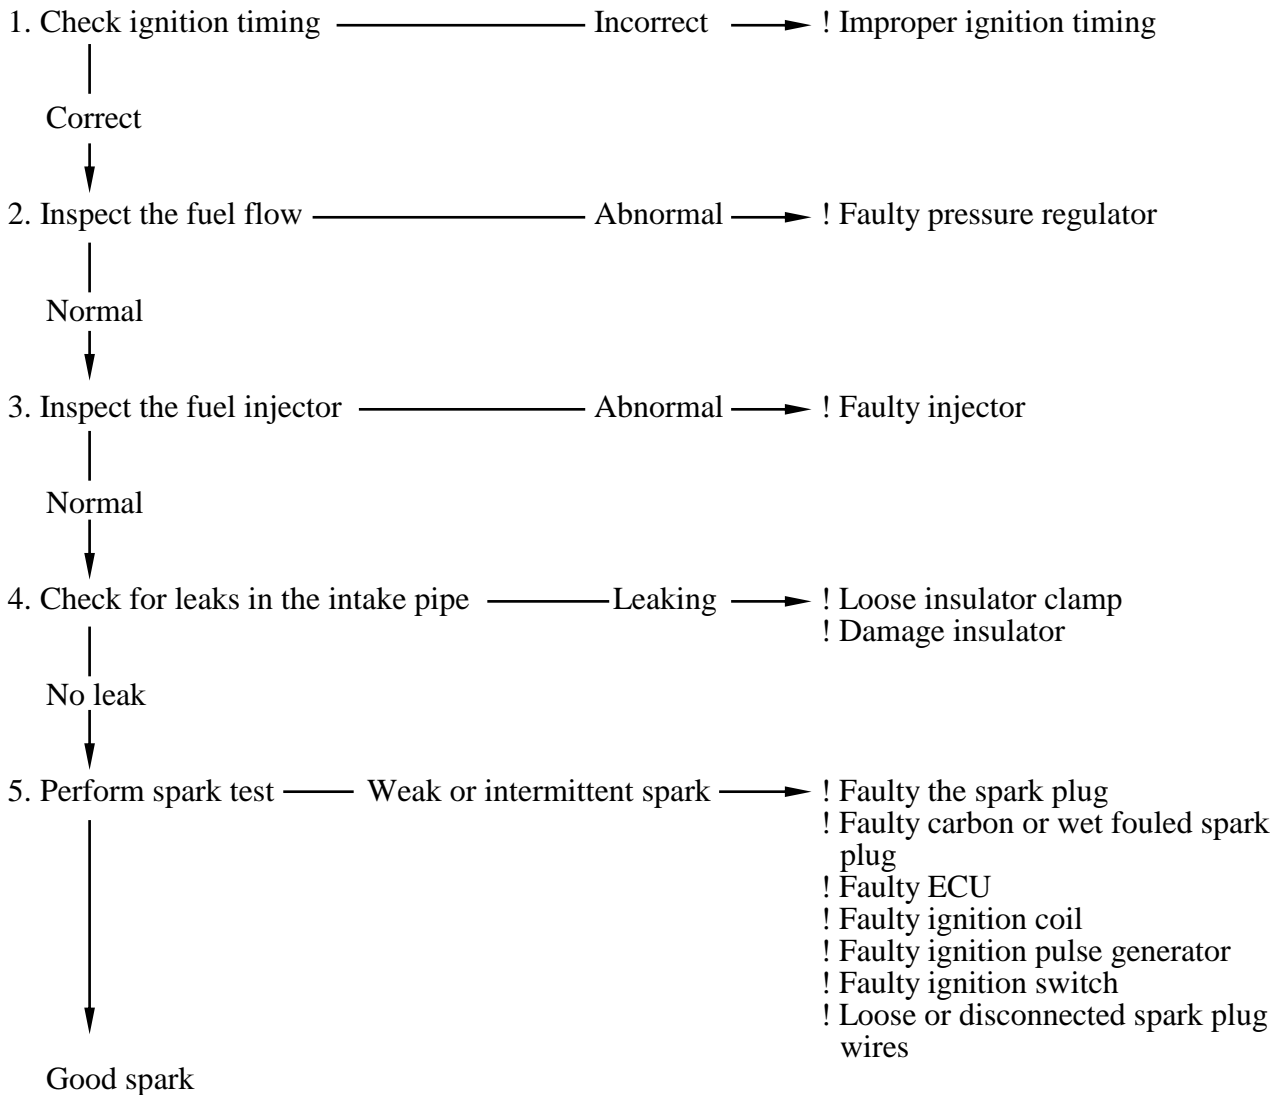 1. Check ignition timing Incorrect ! Improper ignition timing
Correct
2. Inspect the fuel flow Abnormal ! Faulty pressure regulator
Normal
3. Inspect the fuel injector Abnormal ! Faulty injector
Normal
4. Check for leaks in the intake pipe Leaking ! Loose insulator clamp
! Damage insulator
No leak
5. Perform spark test Weak or intermittent spark ! Faulty the spark plug
! Faulty carbon or wet fouled spark
plug
! Faulty ECU
! Faulty ignition coil
! Faulty ignition pulse generator
! Faulty ignition switch
! Loose or disconnected spark plug
wires
Good spark